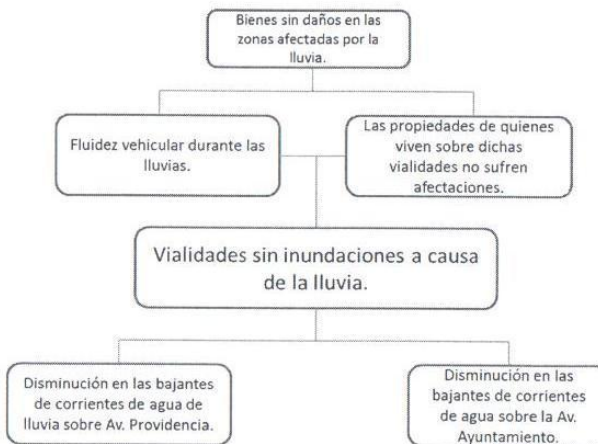 Bienes sin daños en las
zonas afectadas por la
lluvia.
Fluidez vehicular durante las
lluvias.
Las propiedades de quienes
viven sobre dichas
vialidades no sufren
afectaciones.
Vialidades sin inundaciones a causa
de la lluvia.
Disminución en las bajantes
de corrientes de agua de
lluvia sobre Av. Providencia.
Disminución en las
bajantes de corrientes
de agua sobre la Av.
Ayuntamiento.